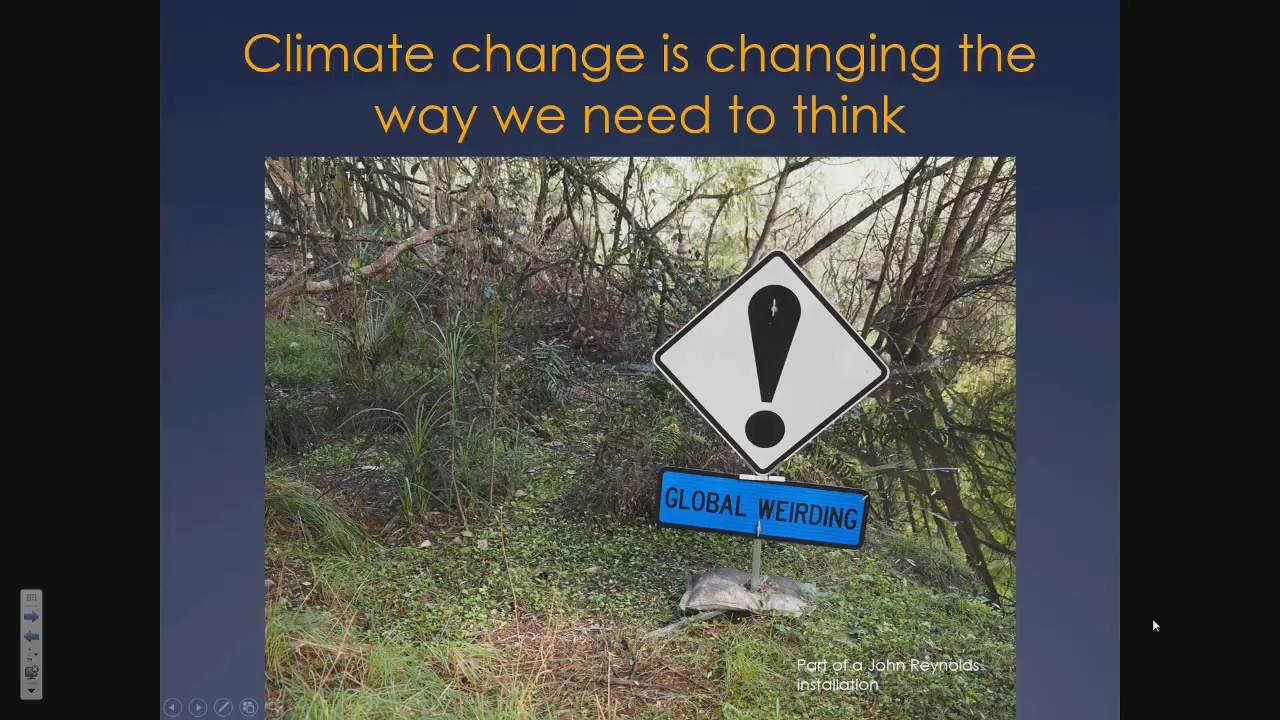 Climate change is changing the
way we need to think
!
GLOBAL WEIRDING
Part of a John Reynolds
installation